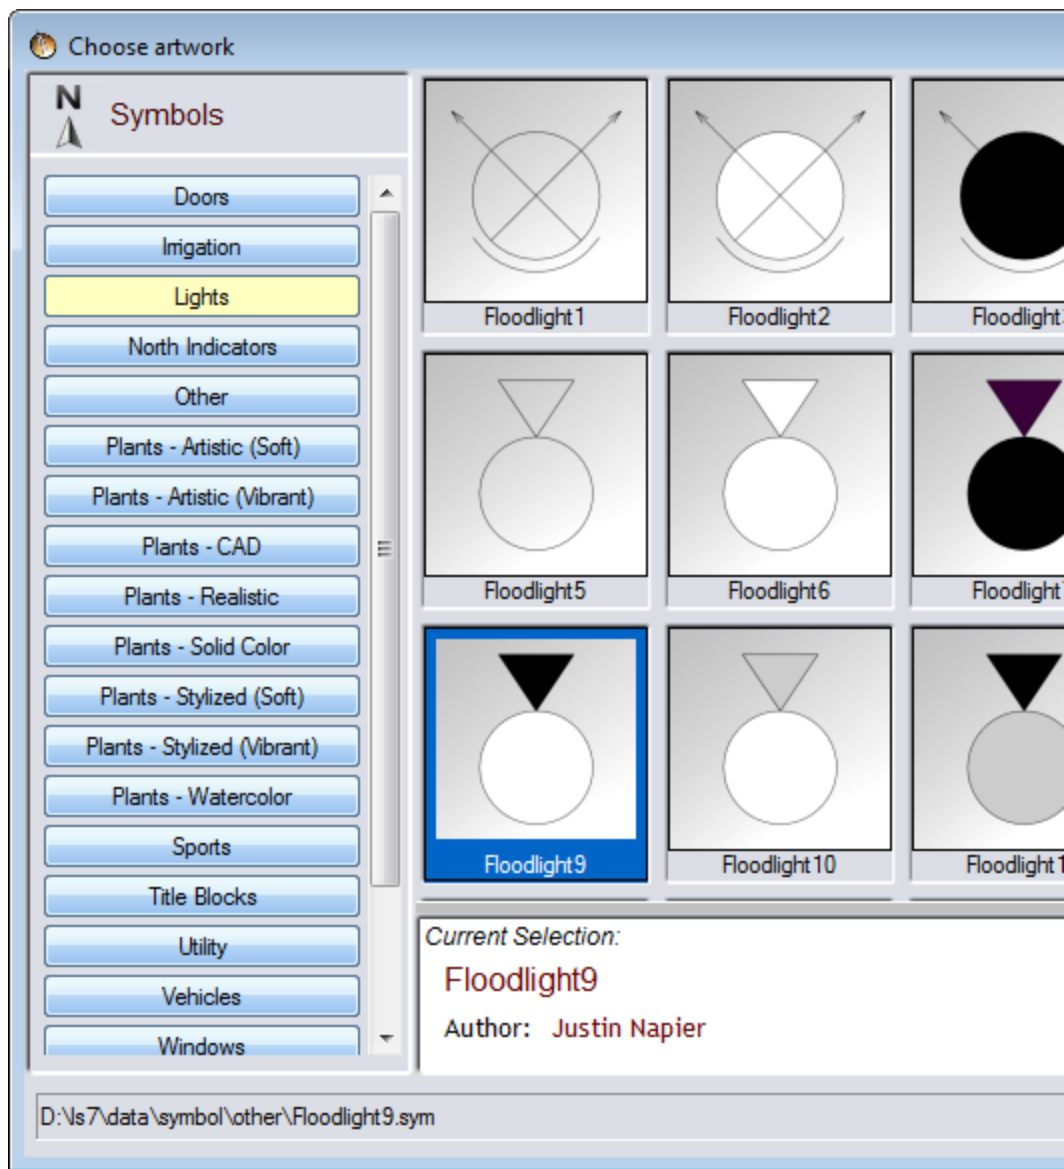 Choose artwork
N
Symbols
Doors
Irrigation
Lights
North Indicators
Other
Plants - Artistic (Soft)
Plants - Artistic (Vibrant)
Plants - CAD
Plants - Realistic
Plants - Solid Color
Plants - Stylized (Soft)
Plants - Stylized (Vibrant)
Plants - Watercolor
Sports
Title Blocks
Utility
Vehicles
Windows
Floodlight1
Floodlight2
Floodlight5
Floodlight6
Floodlight9
Floodlight10
Current Selection:
Floodlight9
Author: Justin Napier
D:\ls7\data\symbol\other\Floodlight9.sym